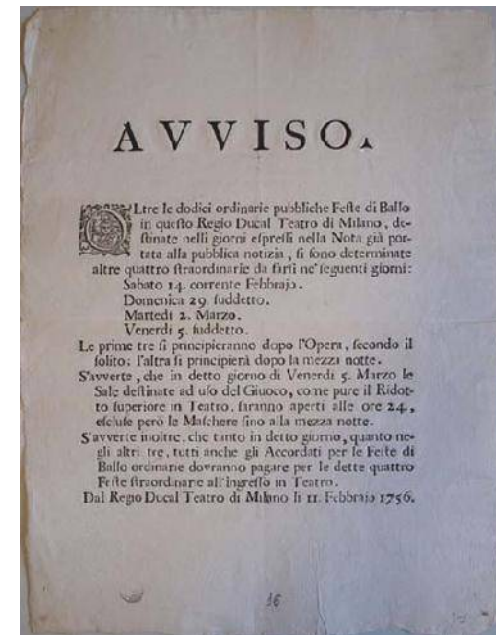 AVVISO.
OLtre le dodici ordinarie pubbliche Feste di Ballo
in questo Regio Ducal Teatro di Milano, de-
stinate nelli giorni espressi nella Nota già por-
tata alla pubblica notizia, si sono determinate
altre quattro straordinarie da farsi ne' seguenti giorni:
Sabato 14. corrente Febbrajo.
Domenica 29. suddetto.
Martedì 2. Marzo.
Venerdì 5. suddetto.
Le prime tre si principieranno dopo l'Opera, secondo il
solito; l'altra si principierà dopo la mezza notte.
S'avverte, che in detto giorno di Venerdì 5. Marzo le
Sale destinate ad uso del Giuoco, come pure il Ridot-
to superiore in Teatro, saranno aperti alle ore 24,
escluse però le Maschere sino alla mezza notte.
S'avverte inoltre, che tanto in detto giorno, quanto ne-
gli altri tre, tutti anche gli Accordati per le Feste di
Ballo ordinarie dovranno pagare per le dette quattro
Feste straordinarie all'ingresso in Teatro.
Dal Regio Ducal Teatro di Milano li 11. Febbrajo 1756.
16